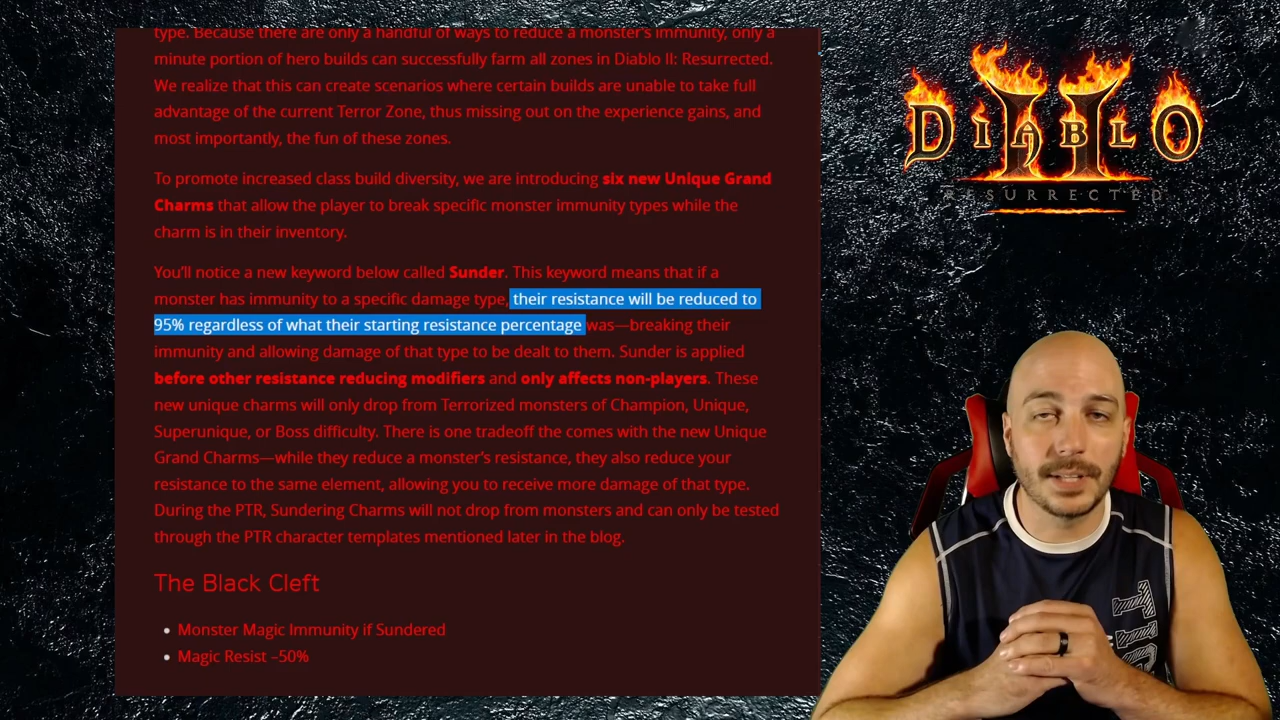 type. Because there are only a handful of ways to reduce a monster's immunity, only a
minute portion of hero builds can successfully farm all zones in Diablo II: Resurrected.
We realize that this can create scenarios where certain builds are unable to take full
advantage of the current Terror Zone, thus missing out on the experience gains, and
most importantly, the fun of these zones.
To promote increased class build diversity, we are introducing six new Unique Grand
Charms that allow the player to break specific monster immunity types while the
charm is in their inventory.
You'll notice a new keyword below called Sunder. This keyword means that if a
monster has immunity to a specific damage type, their resistance will be reduced to
95% regardless of what their starting resistance percentage was—breaking their
immunity and allowing damage of that type to be dealt to them. Sunder is applied
before other resistance reducing modifiers and only affects non-players. These
new unique charms will only drop from Terrorized monsters of Champion, Unique,
Superunique, or Boss difficulty. There is one tradeoff the comes with the new Unique
Grand Charms—while they reduce a monster's resistance, they also reduce your
resistance to the same element, allowing you to receive more damage of that type.
During the PTR, Sundering Charms will not drop from monsters and can only be tested
through the PTR character templates mentioned later in the blog.
The Black Cleft
• Monster Magic Immunity if Sundered
• Magic Resist –50%
DIABLO II
RESURRECTED